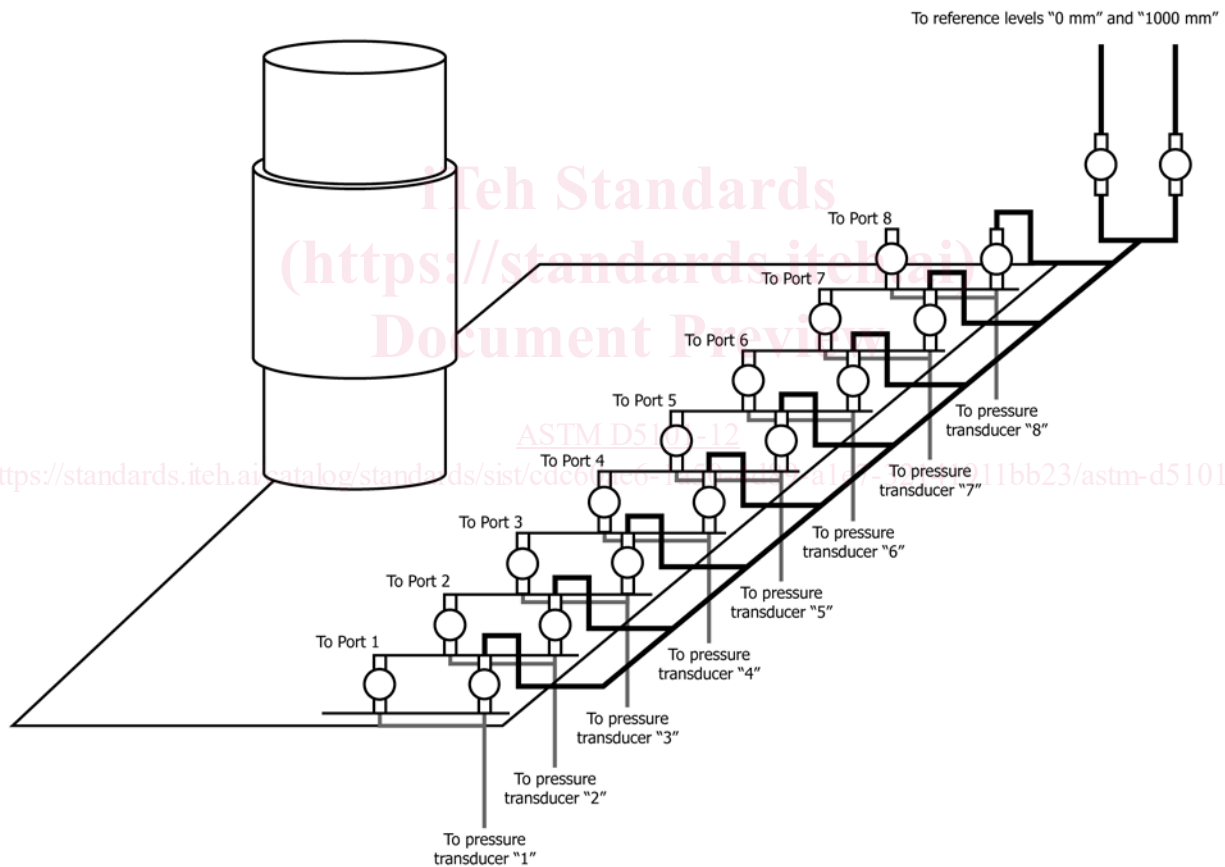 To reference levels “0 mm” and “1000 mm”
iTeh Standards
To Port 8
(https://standards.iteh.ai)
To Port 7
Document Preview
To Port 6
To Port 5
To pressure
transducer “8”
ASTM D5101-12
To Port 4
To pressure
transducer “7”
To Port 3
To pressure
transducer “6”
To Port 2
To pressure
transducer “5”
To Port 1
To pressure
transducer “4”
To pressure
transducer “3”
To pressure
transducer “2”
To pressure
transducer “1”